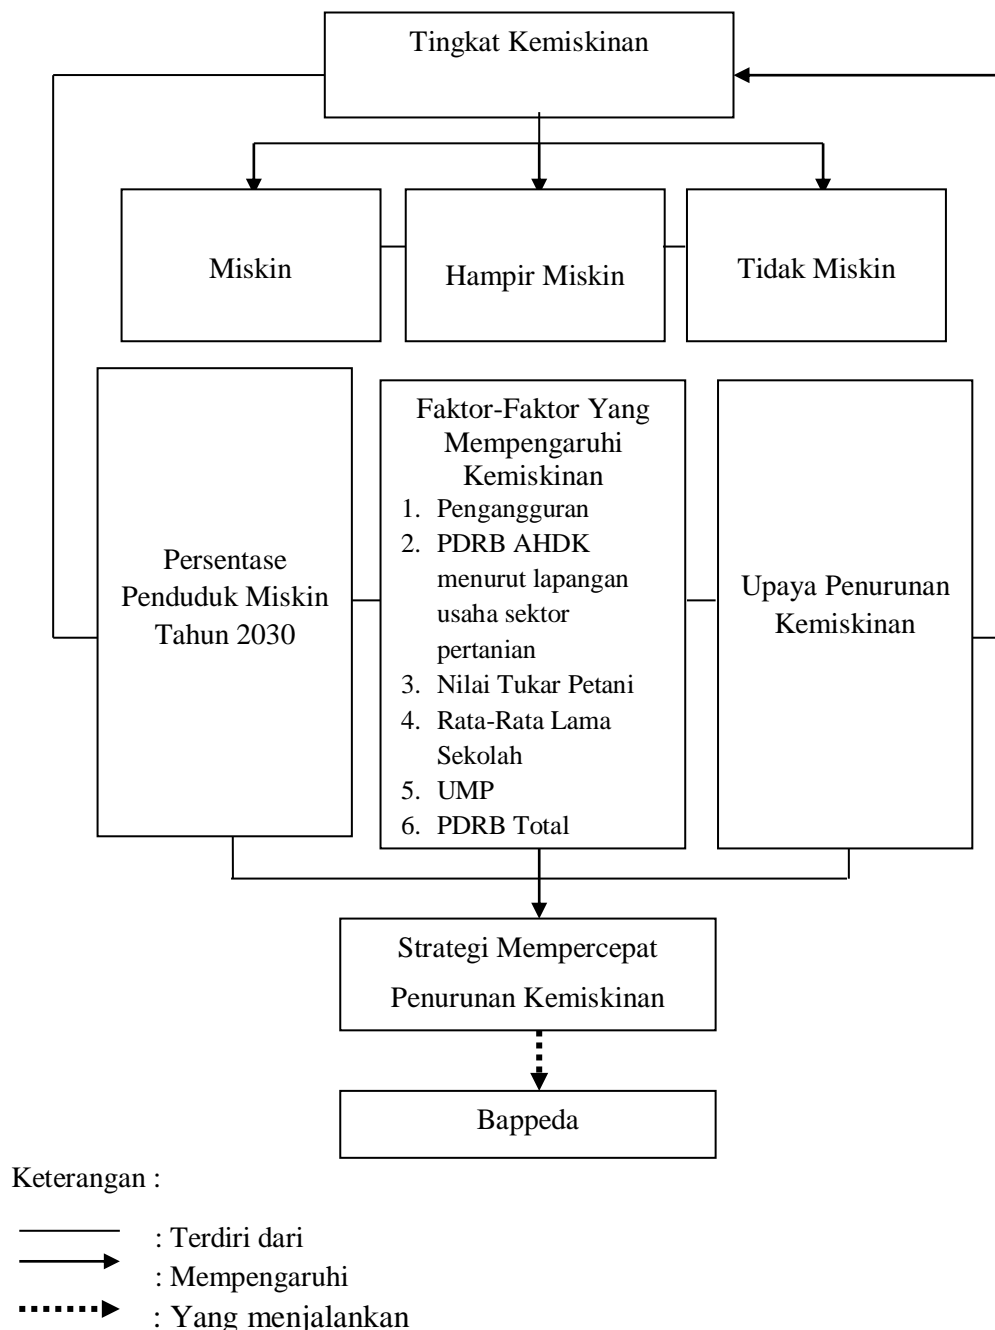 Tingkat Kemiskinan
Miskin
Hampir Miskin
Tidak Miskin
Persentase
Penduduk Miskin
Tahun 2030
Faktor-Faktor Yang
Mempengaruhi
Kemiskinan
1. Pengangguran
2. PDRB AHDK
menurut lapangan
usaha sektor
pertanian
3. Nilai Tukar Petani
4. Rata-Rata Lama
Sekolah
5. UMP
6. PDRB Total
Upaya Penurunan
Kemiskinan
Strategi Mempercepat
Penurunan Kemiskinan
Bappeda
Keterangan :
: Terdiri dari
: Mempengaruhi
: Yang menjalankan